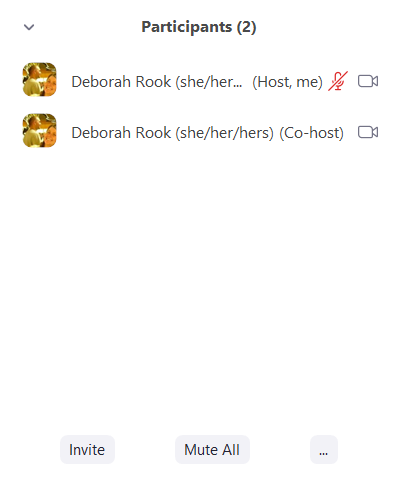 Participants (2)
Deborah Rook (she/her... (Host, me)
Deborah Rook (she/her/hers) (Co-host)
Invite Mute All ...